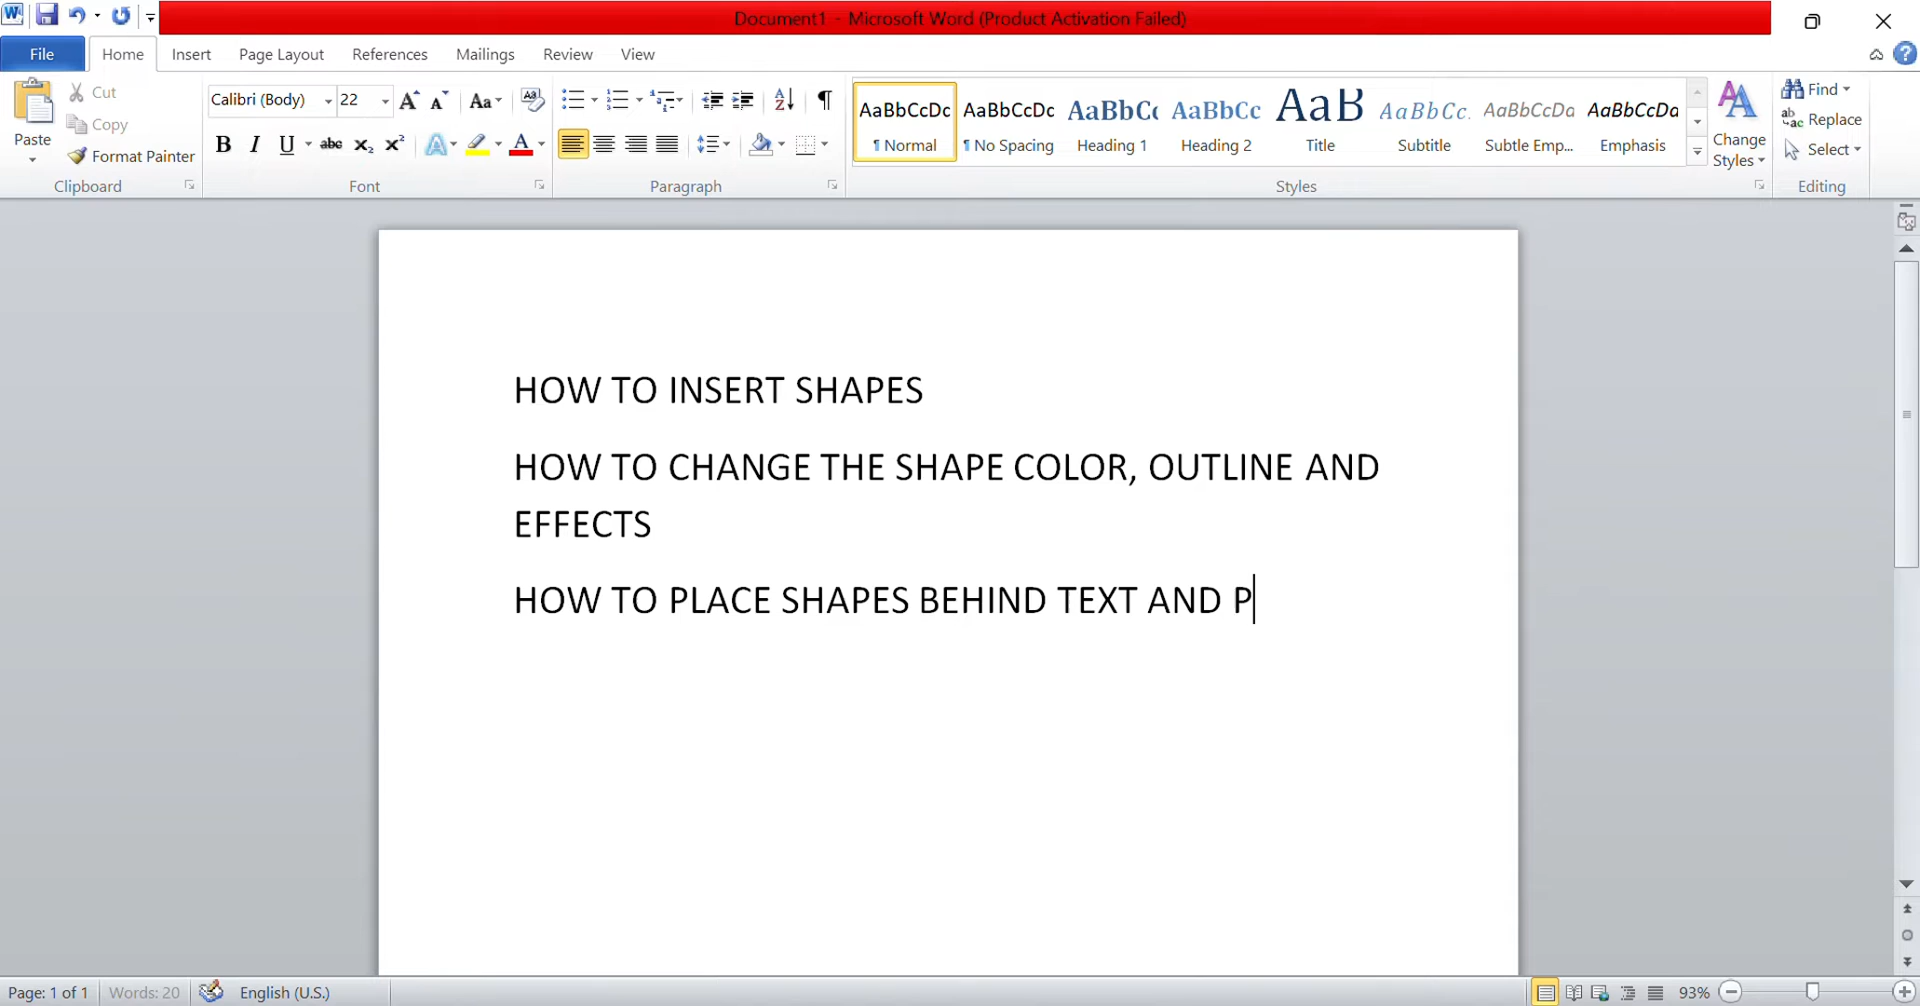 Document1 - Microsoft Word (Product Activation Failed)
File Home Insert Page Layout References Mailings Review View
Paste
Cut
Copy
Format Painter
Clipboard
Calibri (Body) 22
Aa
B I U abc X₂ X² A A
Font
Paragraph
AaBbCcDc AaBbCcDc AaBbCc AaBbCc AaB AaBbCc. AaBbCcDa AaBbCcDa
¶ Normal ¶ No Spacing Heading 1 Heading 2 Title Subtitle Subtle Emp... Emphasis
Change
Styles
Styles
Find
Replace
Select
Editing
HOW TO INSERT SHAPES
HOW TO CHANGE THE SHAPE COLOR, OUTLINE AND
EFFECTS
HOW TO PLACE SHAPES BEHIND TEXT AND P
Page: 1 of 1 Words: 20 English (U.S.) 93%